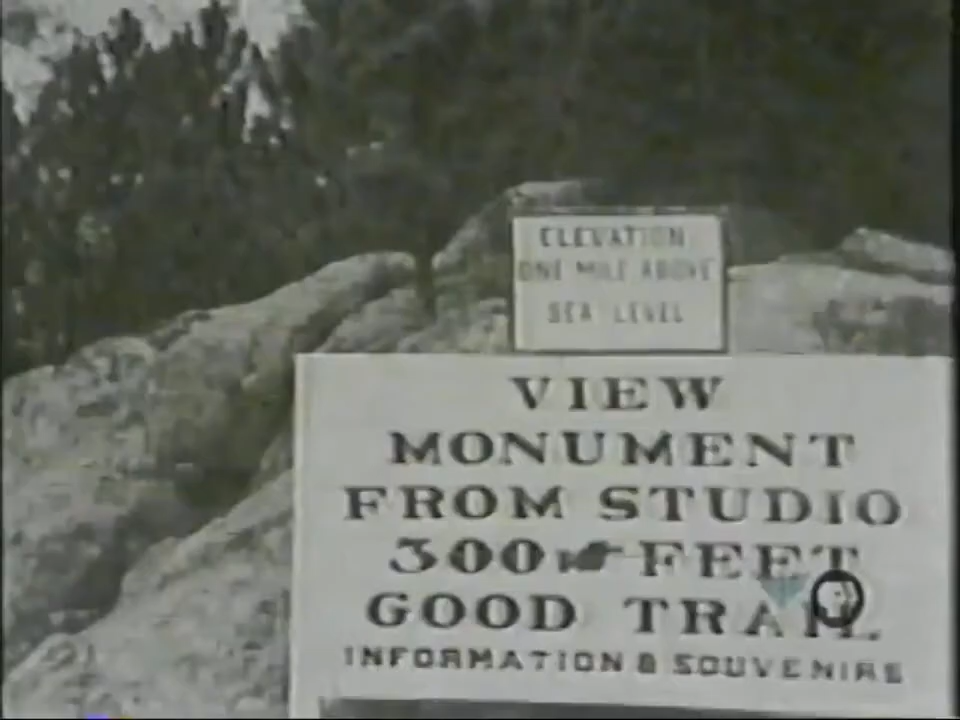 ELEVATION
ONE MILE ABOVE
SEA LEVEL
VIEW
MONUMENT
FROM STUDIO
300 FEET
GOOD TRAIL
INFORMATION & SOUVENIRS